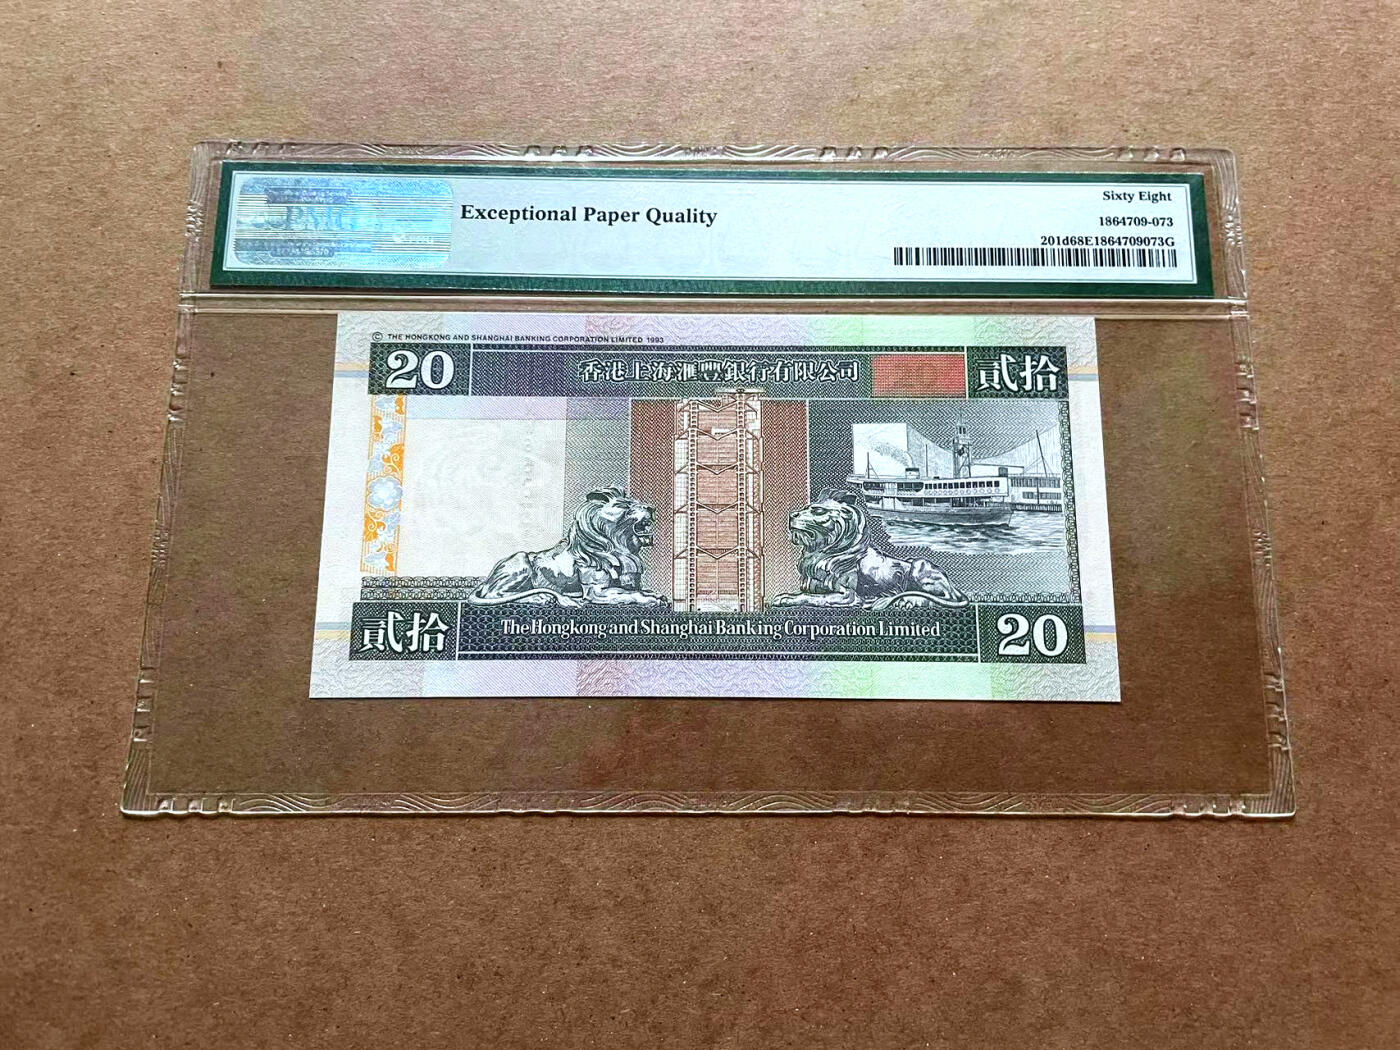 PMG
Exceptional Paper Quality
Sixty Eight
1864709-073
201d68E1864709073G
© THE HONGKONG AND SHANGHAI BANKING CORPORATION LIMITED 1993
20
香港上海滙豐銀行有限公司
貳拾
貳拾
The Hongkong and Shanghai Banking Corporation Limited
20